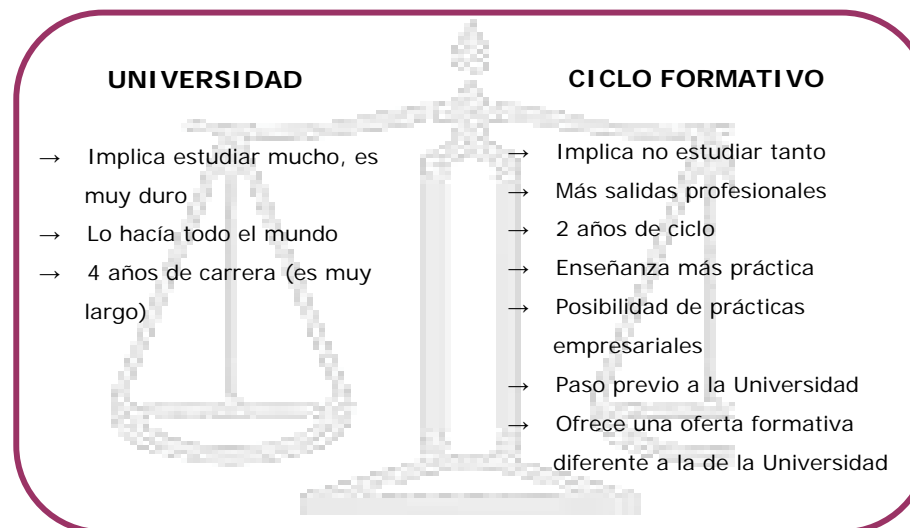 UNIVERSIDAD
→ Implica estudiar mucho, es
muy duro
→ Lo hacía todo el mundo
→ 4 años de carrera (es muy
largo)
CICLO FORMATIVO
→ Implica no estudiar tanto
→ Más salidas profesionales
→ 2 años de ciclo
→ Enseñanza más práctica
→ Posibilidad de prácticas
empresariales
→ Paso previo a la Universidad
→ Ofrece una oferta formativa
diferente a la de la Universidad